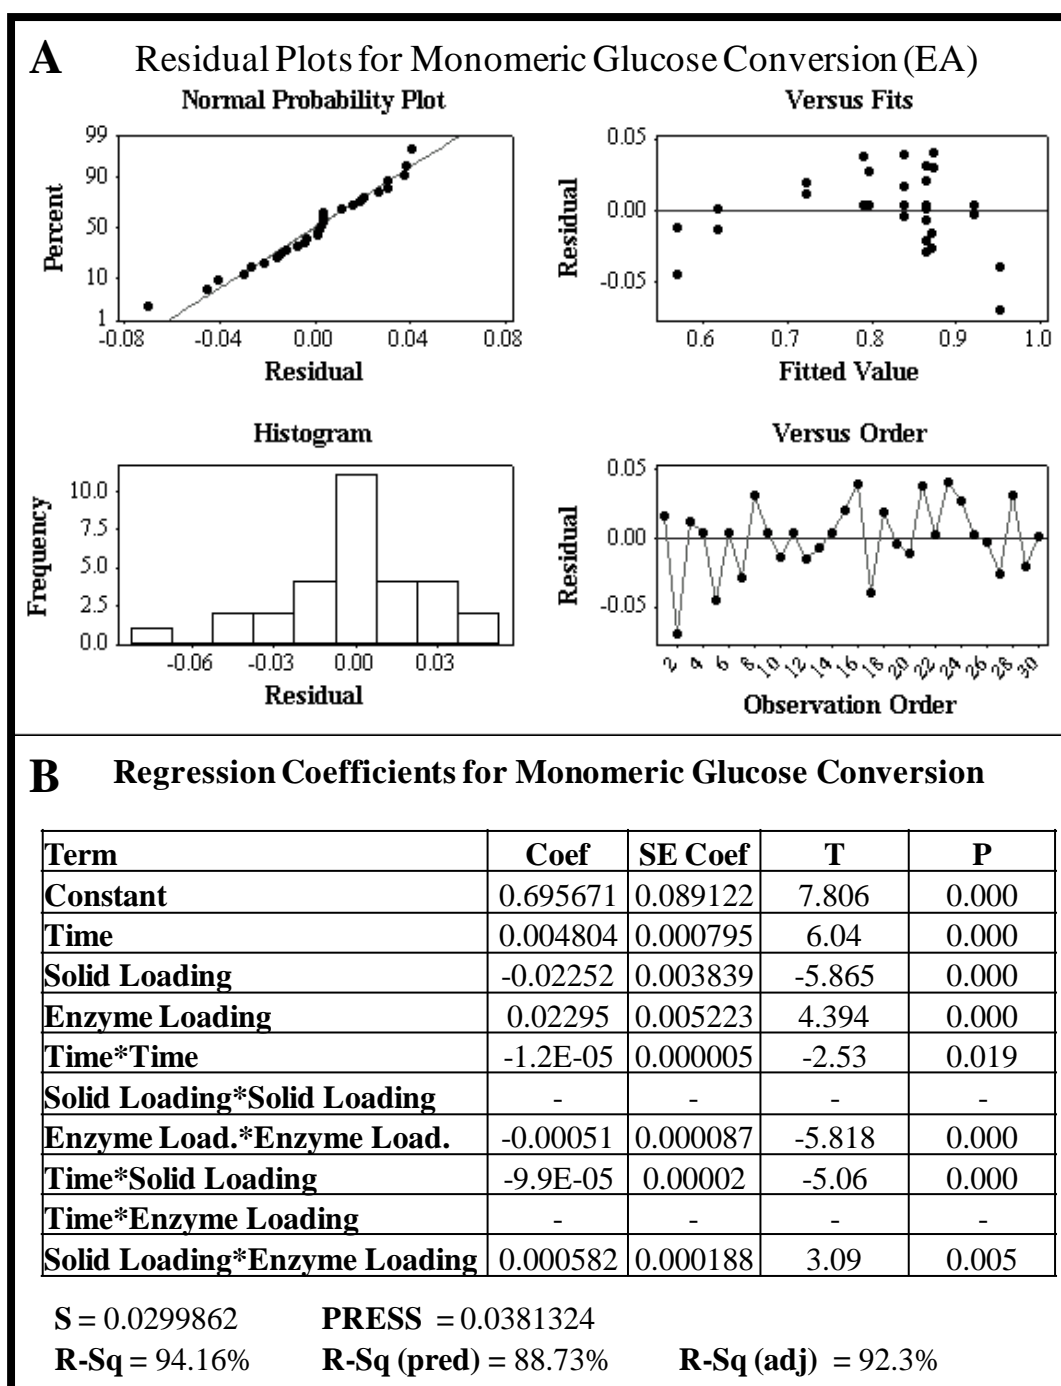 A Residual Plots for Monomeric Glucose Conversion (EA)
Normal Probability Plot
99
90
50
10
1
Percent
-0.08 -0.04 0.00 0.04 0.08
Residual
Versus Fits
0.05
0.00
-0.05
Residual
0.6 0.7 0.8 0.9 1.0
Fitted Value
Histogram
10.0
7.5
5.0
2.5
0.0
Frequency
-0.06 -0.03 0.00 0.03
Residual
Versus Order
0.05
0.00
-0.05
Residual
2 4 6 8 10 12 14 16 18 20 22 24 26 28 30
Observation Order
B Regression Coefficients for Monomeric Glucose Conversion
Term Coef SE Coef T P
Constant 0.695671 0.089122 7.806 0.000
Time 0.004804 0.000795 6.04 0.000
Solid Loading -0.02252 0.003839 -5.865 0.000
Enzyme Loading 0.02295 0.005223 4.394 0.000
Time*Time -1.2E-05 0.000005 -2.53 0.019
Solid Loading*Solid Loading - - - -
Enzyme Load.*Enzyme Load. -0.00051 0.000087 -5.818 0.000
Time*Solid Loading -9.9E-05 0.00002 -5.06 0.000
Time*Enzyme Loading - - - -
Solid Loading*Enzyme Loading 0.000582 0.000188 3.09 0.005
S = 0.0299862 PRESS = 0.0381324
R-Sq = 94.16% R-Sq (pred) = 88.73% R-Sq (adj) = 92.3%